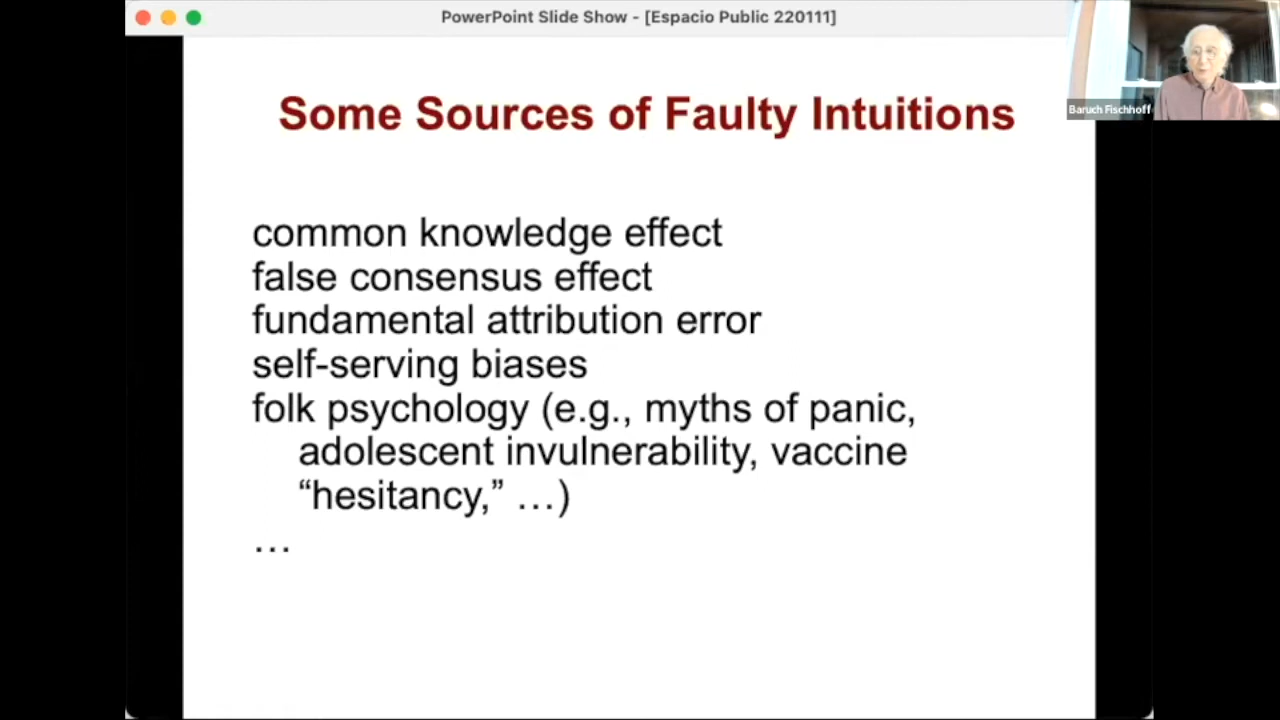 PowerPoint Slide Show - [Espacio Public 220111]
Baruch Fischhoff
Some Sources of Faulty Intuitions
common knowledge effect
false consensus effect
fundamental attribution error
self-serving biases
folk psychology (e.g., myths of panic,
adolescent invulnerability, vaccine
“hesitancy,” …)
…